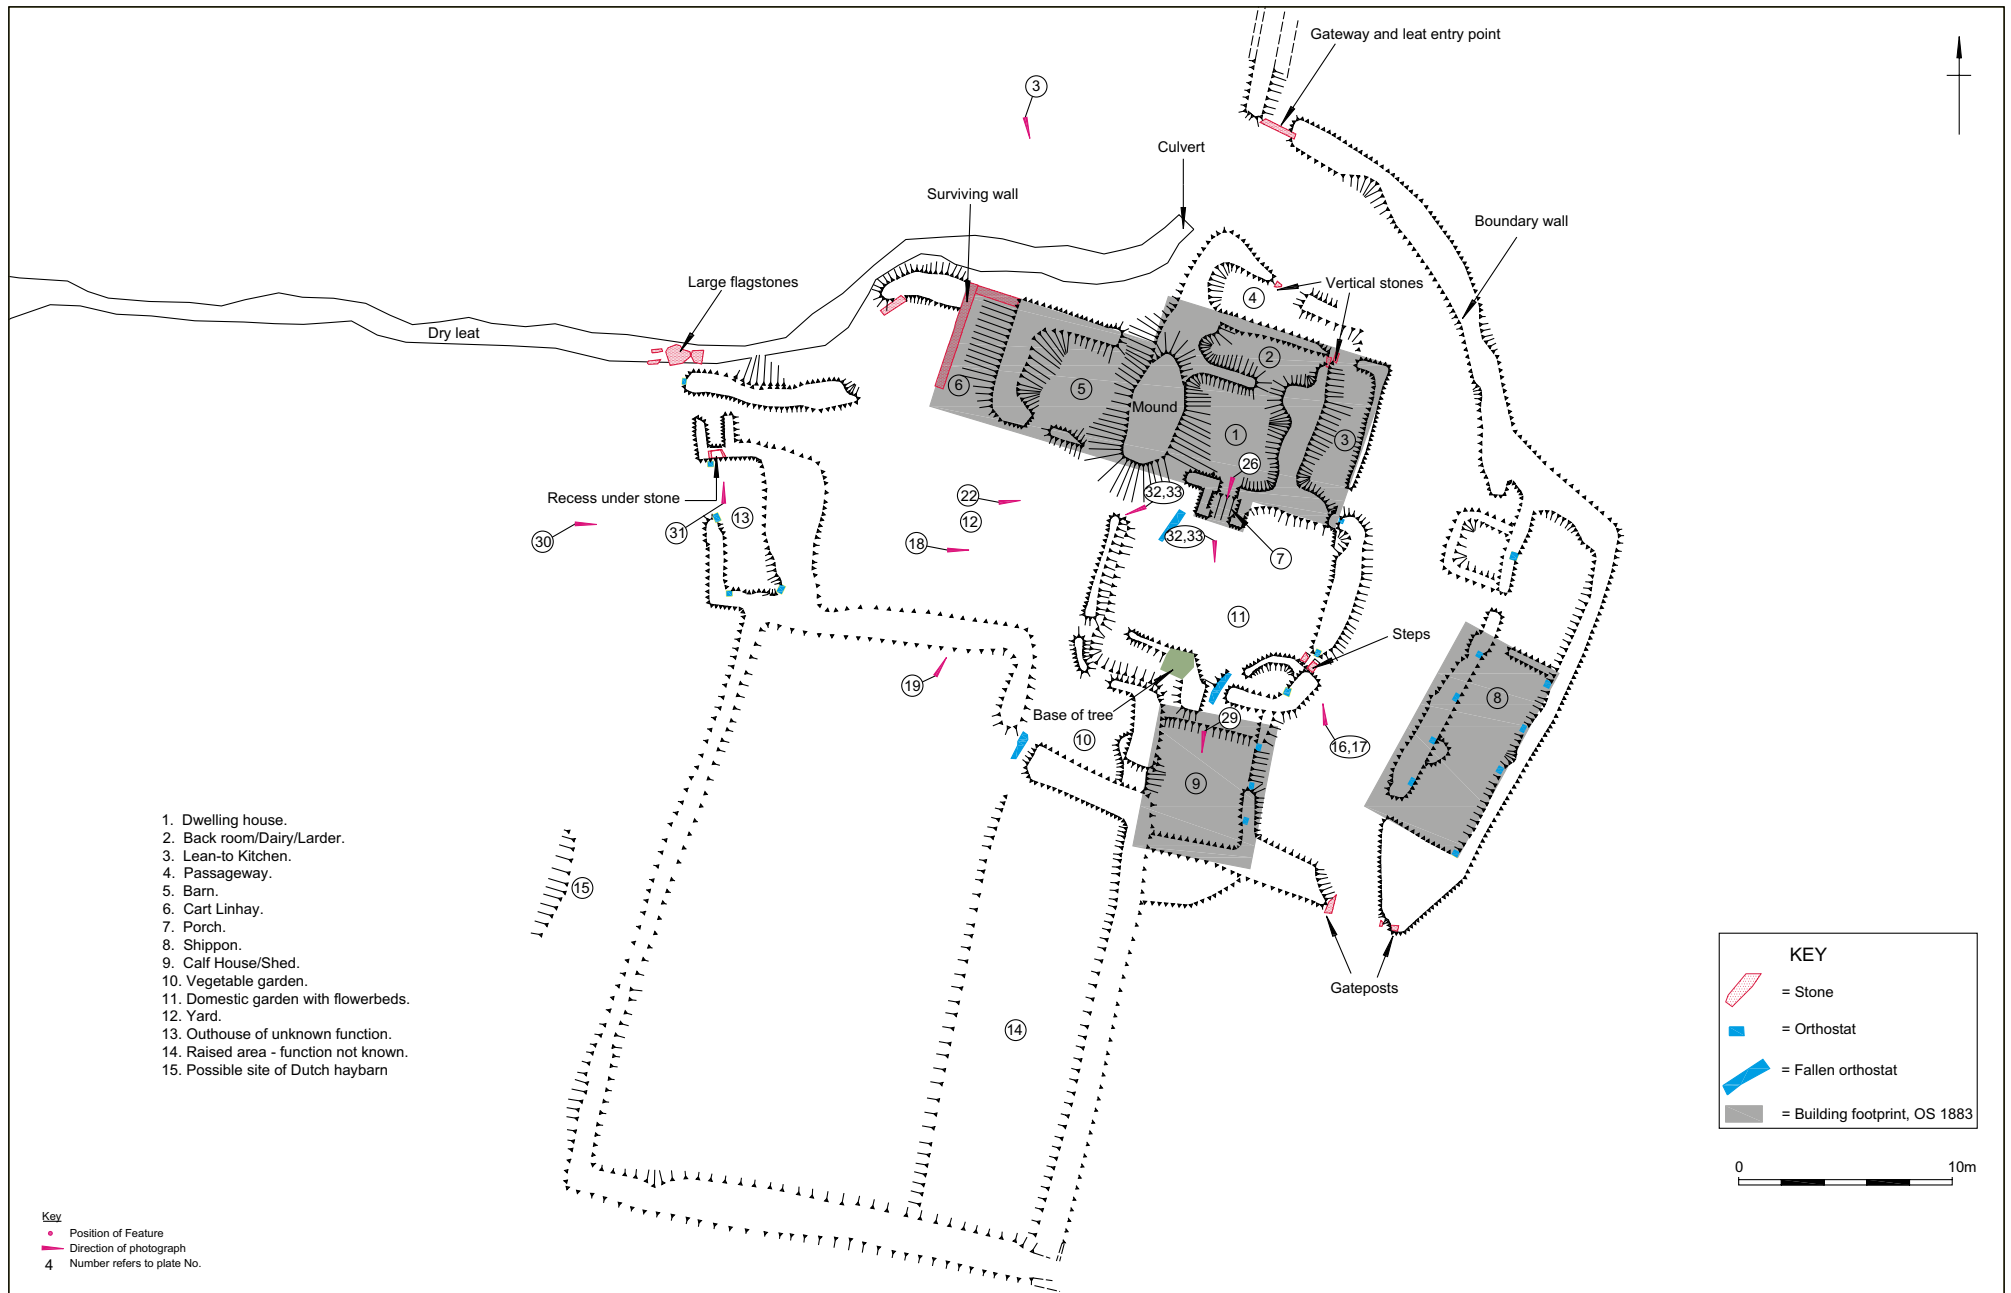 Gateway and leat entry point
3
Culvert
Surviving wall
Boundary wall
Large flagstones
Vertical stones
4
Dry leat
2
6
5
Mound
1
3
26
Recess under stone
22
32,33
12
31
13
30
18
32,33
7
11
Steps
19
8
Base of tree
29
10
16,17
9
15
14
Gateposts
1. Dwelling house.
2. Back room/Dairy/Larder.
3. Lean-to Kitchen.
4. Passageway.
5. Barn.
6. Cart Linhay.
7. Porch.
8. Shippon.
9. Calf House/Shed.
10. Vegetable garden.
11. Domestic garden with flowerbeds.
12. Yard.
13. Outhouse of unknown function.
14. Raised area - function not known.
15. Possible site of Dutch haybarn
KEY
= Stone
= Orthostat
= Fallen orthostat
= Building footprint, OS 1883
0 10m
Key
Position of Feature
Direction of photograph
4 Number refers to plate No.